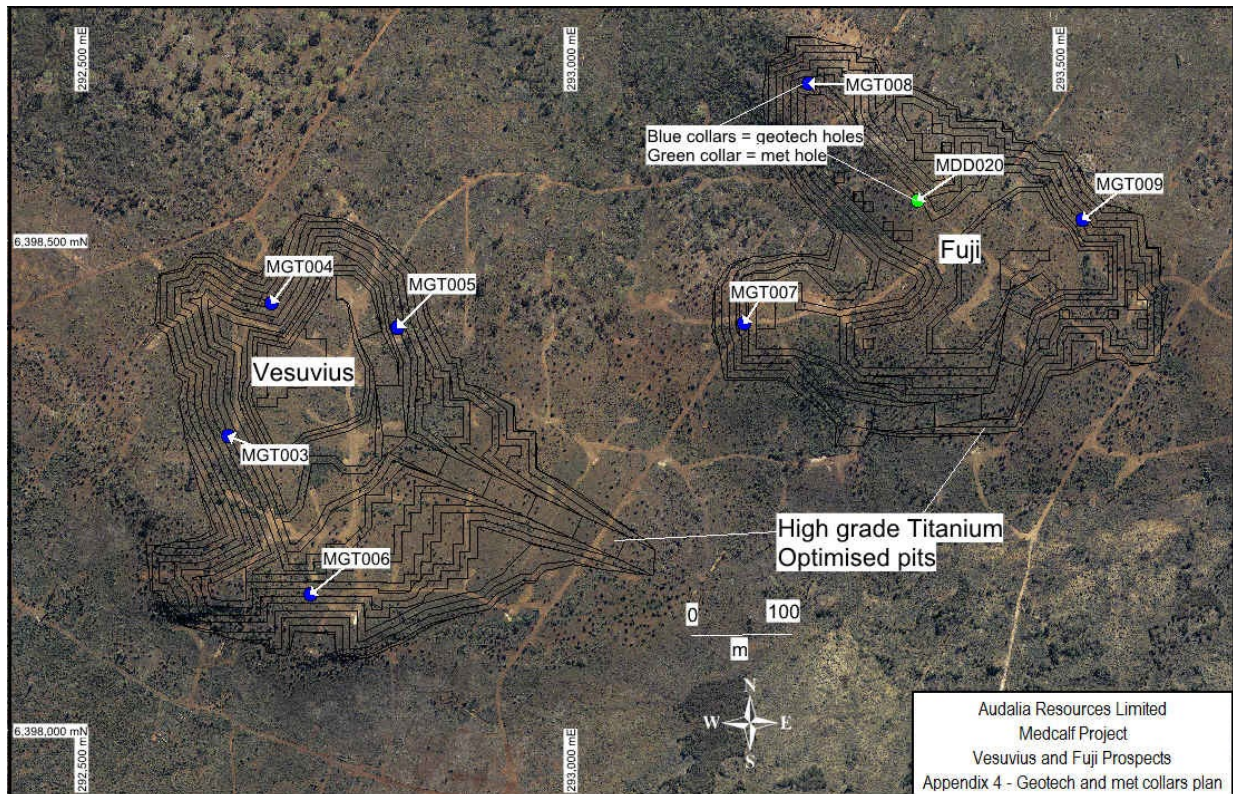 292,500 mE
293,000 mE
293,500 mE
MGT008
Blue collars = geotech holes
Green collar = met hole
MDD020
MGT009
6,398,500 mN
Fuji
MGT004
MGT005
MGT007
Vesuvius
MGT003
High grade Titanium
Optimised pits
MGT006
0
100
m
N
W
E
S
6,398,000 mN
292,500 m
293,000 mE
Audalia Resources Limited
Medcalf Project
Vesuvius and Fuji Prospects
Appendix 4 - Geotech and met collars plan